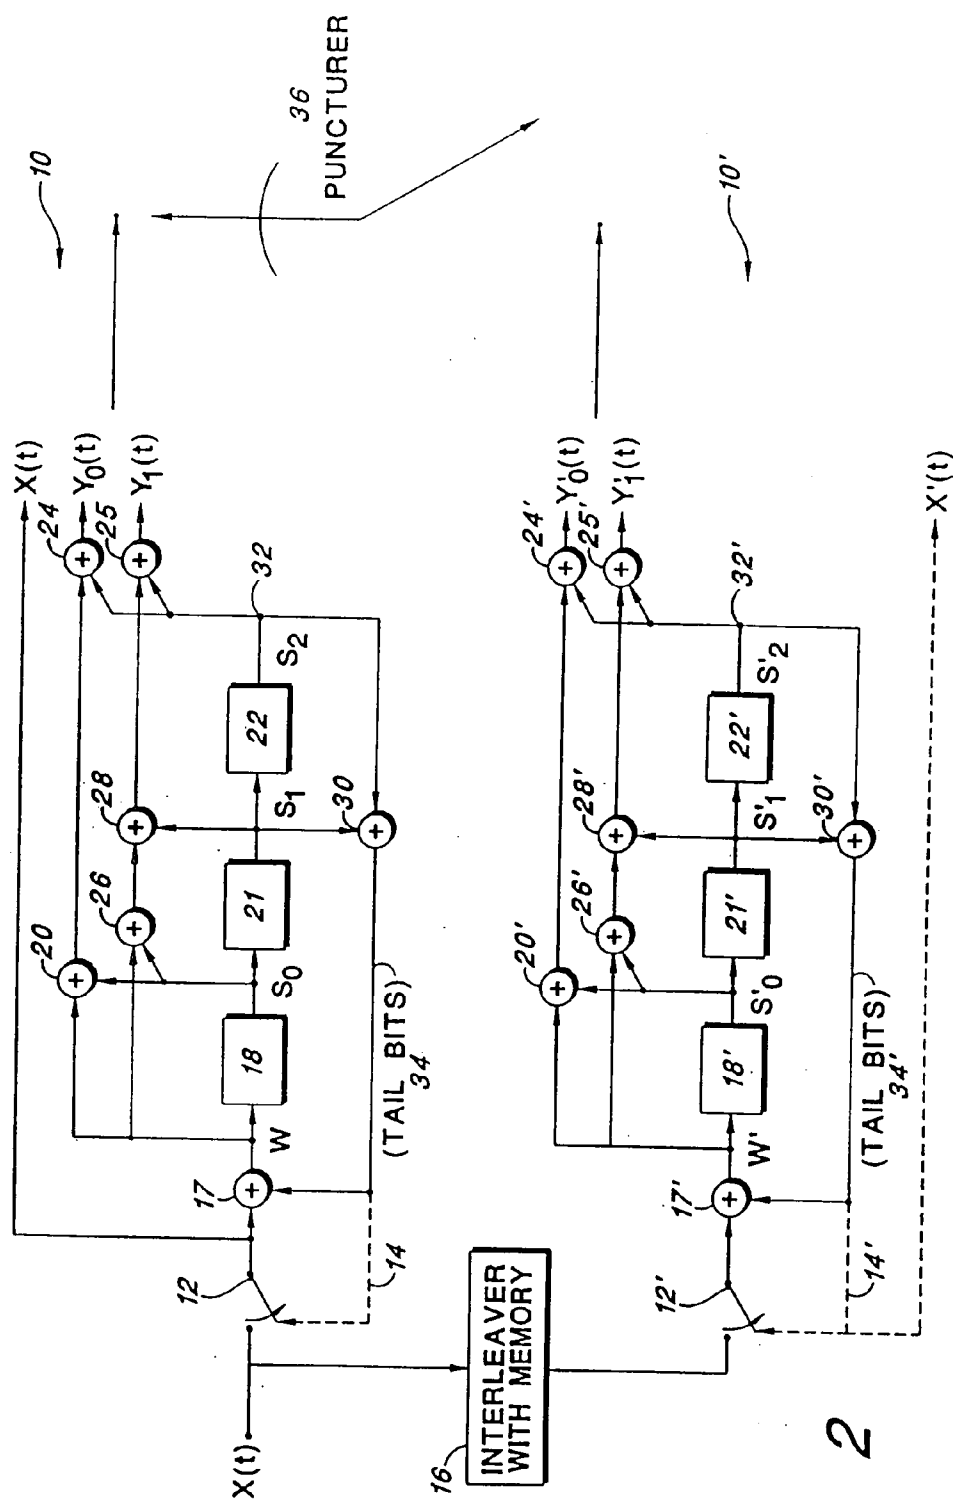 10
X(t)
24
Y0(t)
25
Y1(t)
36
PUNCTURER
20
26
28
32
X(t)
12
17
W
18
S0
21
S1
22
S2
30
14
(TAIL BITS)
34
16
INTERLEAVER
WITH MEMORY
10'
24'
Y'0(t)
25'
Y'1(t)
20'
26'
28'
32'
12'
17'
W'
18'
S'0
21'
S'1
22'
S'2
30'
14'
(TAIL BITS)
34'
X'(t)
2